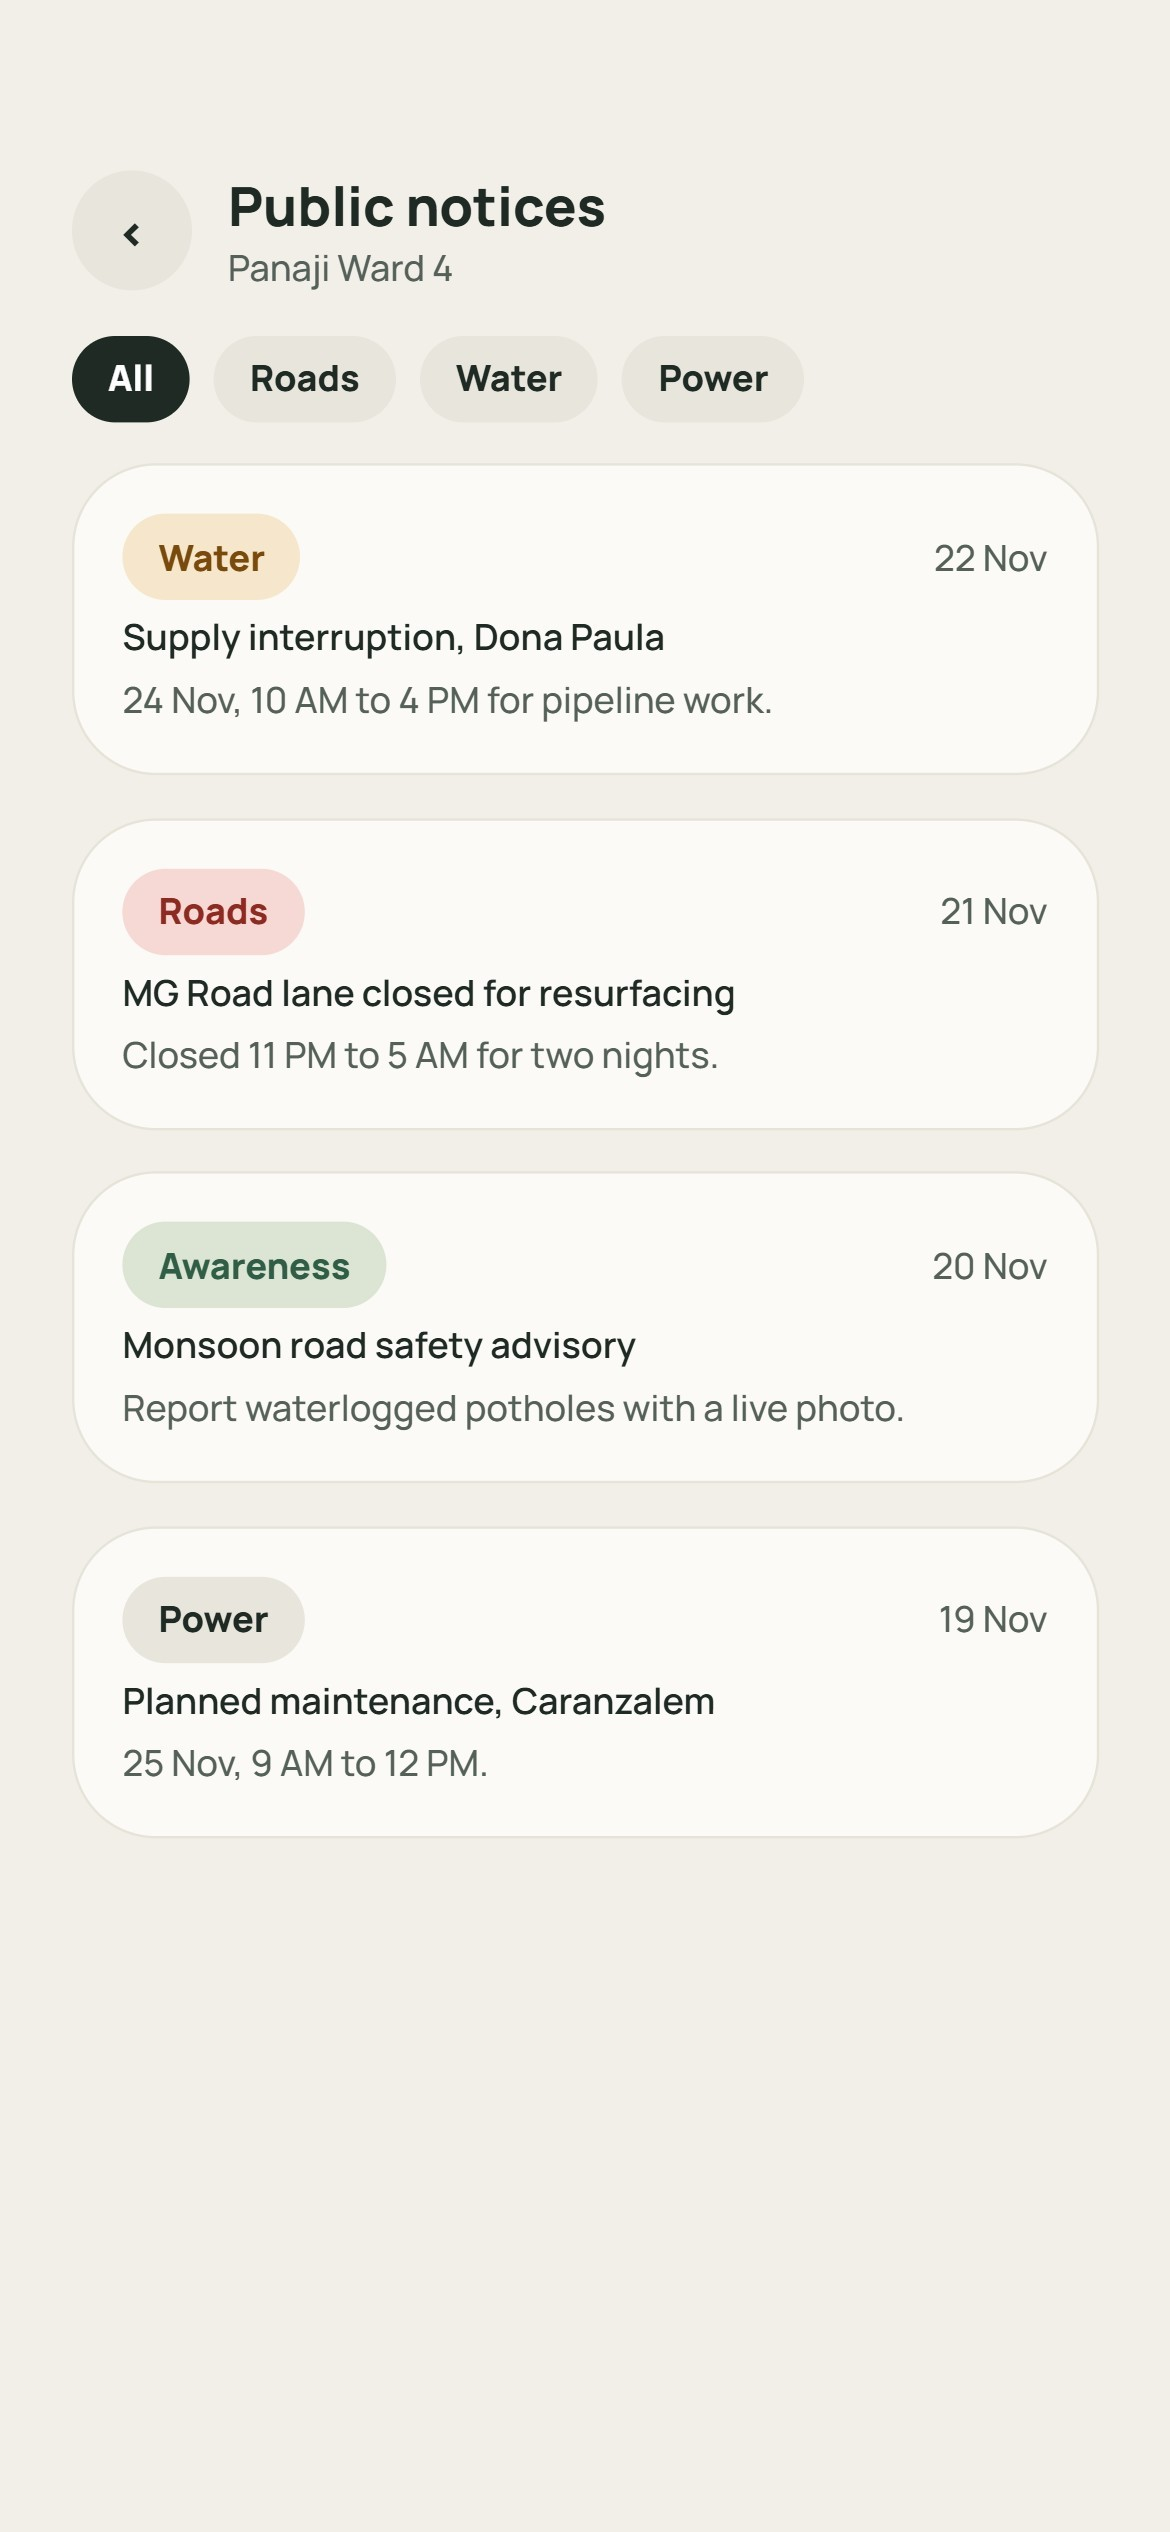 Public notices
Panaji Ward 4
All Roads Water Power
Water 22 Nov
Supply interruption, Dona Paula
24 Nov, 10 AM to 4 PM for pipeline work.
Roads 21 Nov
MG Road lane closed for resurfacing
Closed 11 PM to 5 AM for two nights.
Awareness 20 Nov
Monsoon road safety advisory
Report waterlogged potholes with a live photo.
Power 19 Nov
Planned maintenance, Caranzalem
25 Nov, 9 AM to 12 PM.